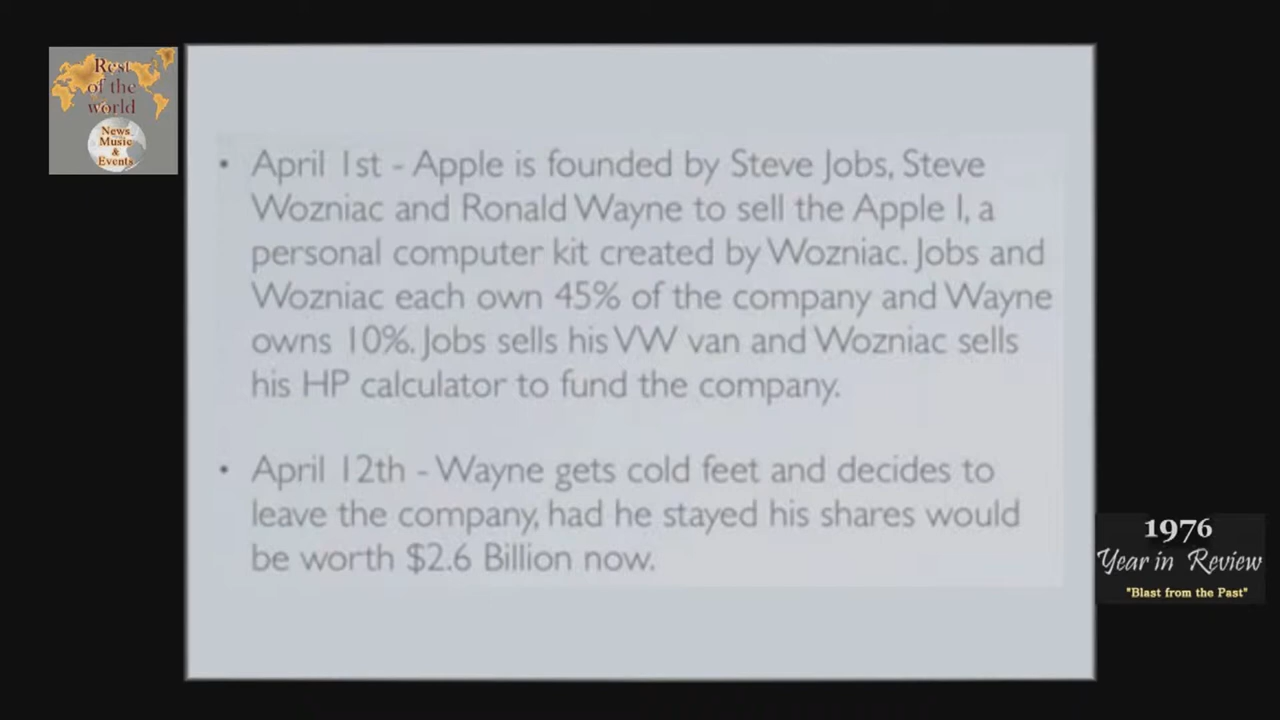 Rest
of the
world
News
Music
&
Events
• April 1st - Apple is founded by Steve Jobs, Steve
Wozniac and Ronald Wayne to sell the Apple I, a
personal computer kit created by Wozniac. Jobs and
Wozniac each own 45% of the company and Wayne
owns 10%. Jobs sells his VW van and Wozniac sells
his HP calculator to fund the company.
• April 12th - Wayne gets cold feet and decides to
leave the company, had he stayed his shares would
be worth $2.6 Billion now.
1976
Year in Review
"Blast from the Past"